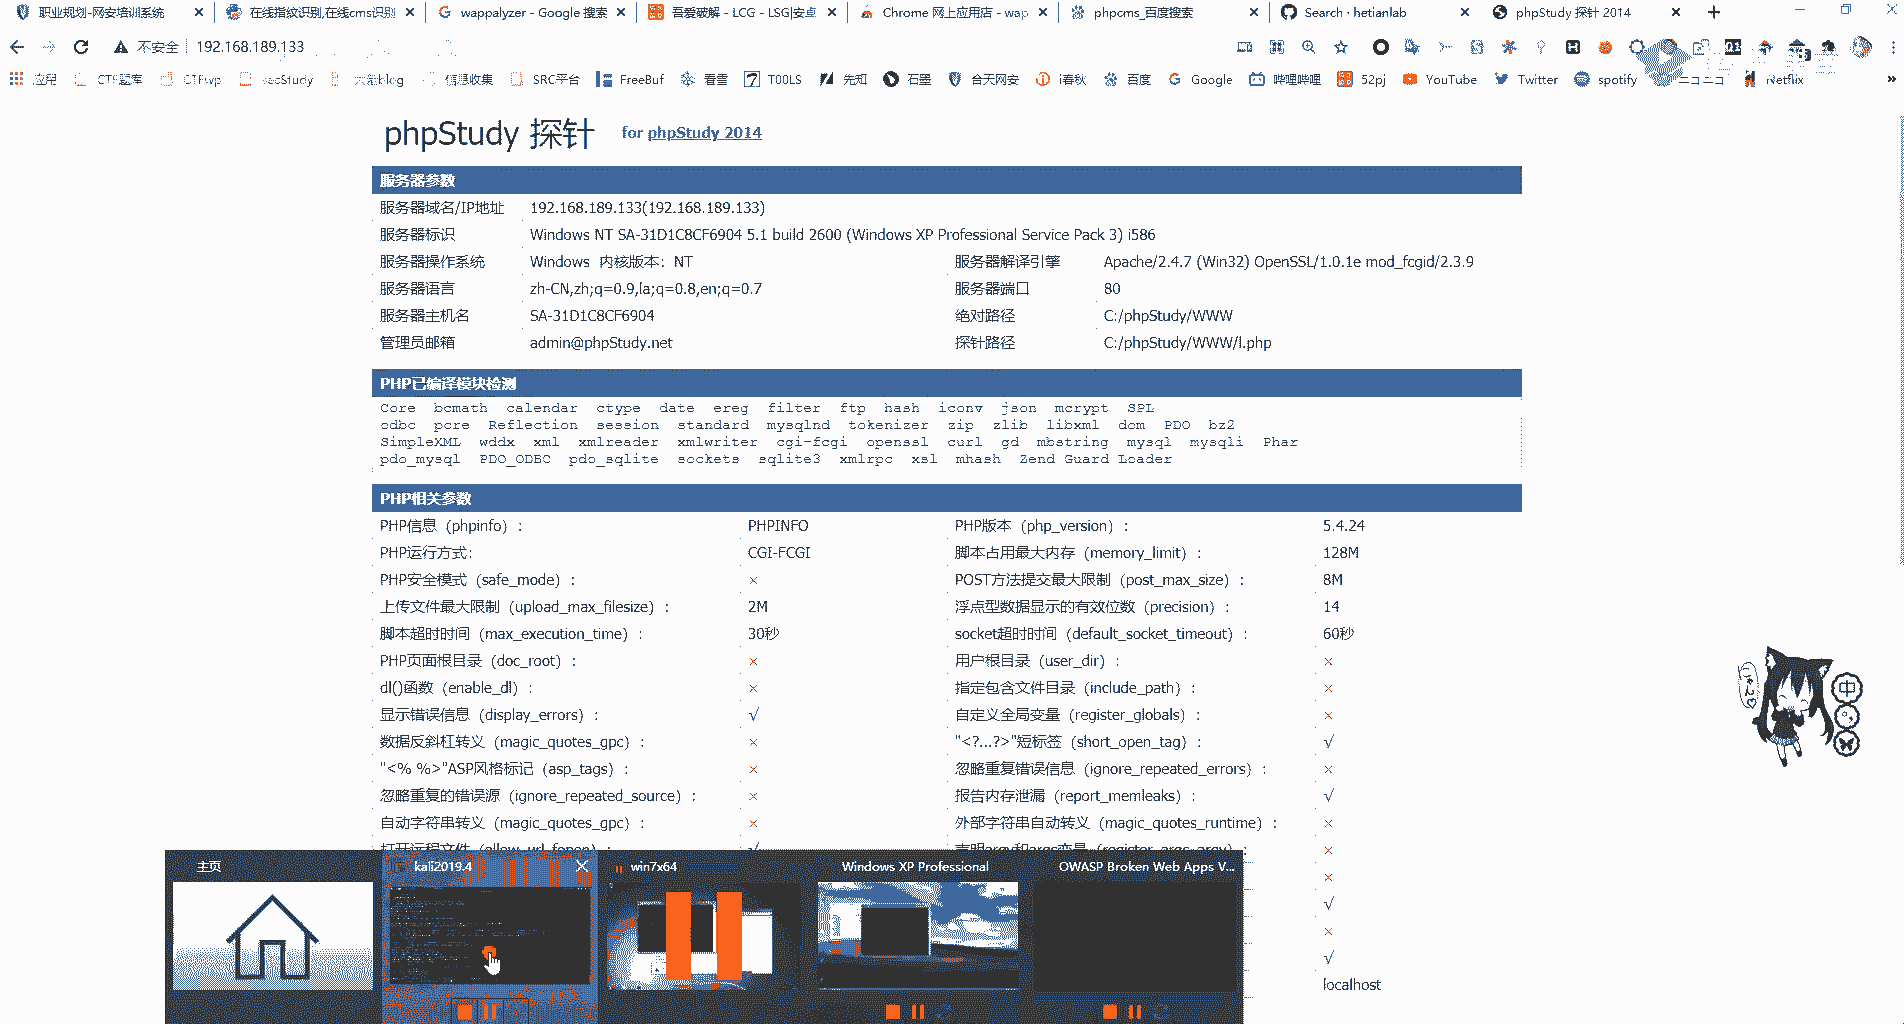 职业规划-网安培训系统
在线指纹识别,在线cms识别
wappalyzer - Google 搜索
吾爱破解 - LCG - LSG|安卓
Chrome 网上应用店 - wap
phpcms_百度搜索
Search · hetianlab
phpStudy 探针 2014
不安全 192.168.189.133
应用 CTF题库 CTFwp secStudy 大佬blog 信息收集 SRC平台 FreeBuf 看雪 T00LS 先知 石墨 合天网安 i春秋 百度 Google 哔哩哔哩 52pj YouTube Twitter spotify ニコニコ Netflix »
phpStudy 探针 for phpStudy 2014
服务器参数
服务器域名/IP地址 192.168.189.133(192.168.189.133)
服务器标识 Windows NT SA-31D1C8CF6904 5.1 build 2600 (Windows XP Professional Service Pack 3) i586
服务器操作系统 Windows 内核版本：NT 服务器解译引擎 Apache/2.4.7 (Win32) OpenSSL/1.0.1e mod_fcgid/2.3.9
服务器语言 zh-CN,zh;q=0.9,la;q=0.8,en;q=0.7 服务器端口 80
服务器主机名 SA-31D1C8CF6904 绝对路径 C:/phpStudy/WWW
管理员邮箱 admin@phpStudy.net 探针路径 C:/phpStudy/WWW/l.php
PHP已编译模块检测
Core bcmath calendar ctype date ereg filter ftp hash iconv json mcrypt SPL
odbc pcre Reflection session standard mysqlnd tokenizer zip zlib libxml dom PDO bz2
SimpleXML wddx xml xmlreader xmlwriter cgi-fcgi openssl curl gd mbstring mysql mysqli Phar
pdo_mysql PDO_ODBC pdo_sqlite sockets sqlite3 xmlrpc xsl mhash Zend Guard Loader
PHP相关参数
PHP信息（phpinfo）： PHPINFO PHP版本（php_version）： 5.4.24
PHP运行方式： CGI-FCGI 脚本占用最大内存（memory_limit）： 128M
PHP安全模式（safe_mode）： × POST方法提交最大限制（post_max_size）： 8M
上传文件最大限制（upload_max_filesize）： 2M 浮点型数据显示的有效位数（precision）： 14
脚本超时时间（max_execution_time）： 30秒 socket超时时间（default_socket_timeout）： 60秒
PHP页面根目录（doc_root）： × 用户根目录（user_dir）： ×
dl()函数（enable_dl）： × 指定包含文件目录（include_path）： ×
显示错误信息（display_errors）： √ 自定义全局变量（register_globals）： ×
数据反斜杠转义（magic_quotes_gpc）： × "<?...?>"短标签（short_open_tag）： √
"<% %>"ASP风格标记（asp_tags）： × 忽略重复错误信息（ignore_repeated_errors）： ×
忽略重复的错误源（ignore_repeated_source）： × 报告内存泄漏（report_memleaks）： √
自动字符串转义（magic_quotes_gpc）： × 外部字符串自动转义（magic_quotes_runtime）： ×
打开远程文件（allow_url_fopen）： √ 声明argv和argc变量（register_argc_argv）： ×
×
√
×
√
localhost
主页 kali2019.4 win7x64 Windows XP Professional OWASP Broken Web Apps V...
中